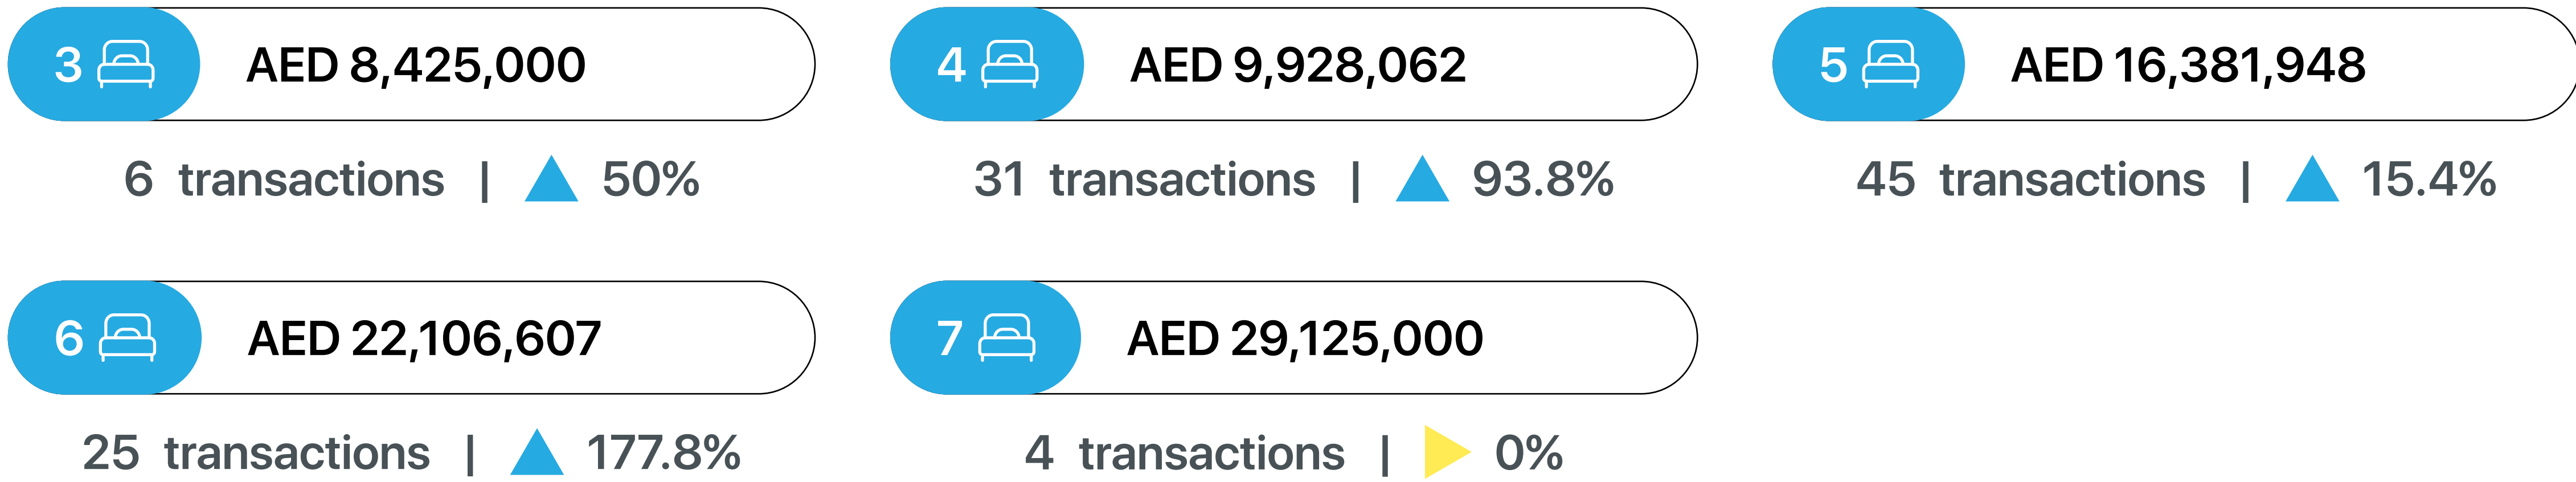 3 AED 8,425,000
6 transactions | 50%
4 AED 9,928,062
31 transactions | 93.8%
5 AED 16,381,948
45 transactions | 15.4%
6 AED 22,106,607
25 transactions | 177.8%
7 AED 29,125,000
4 transactions | 0%